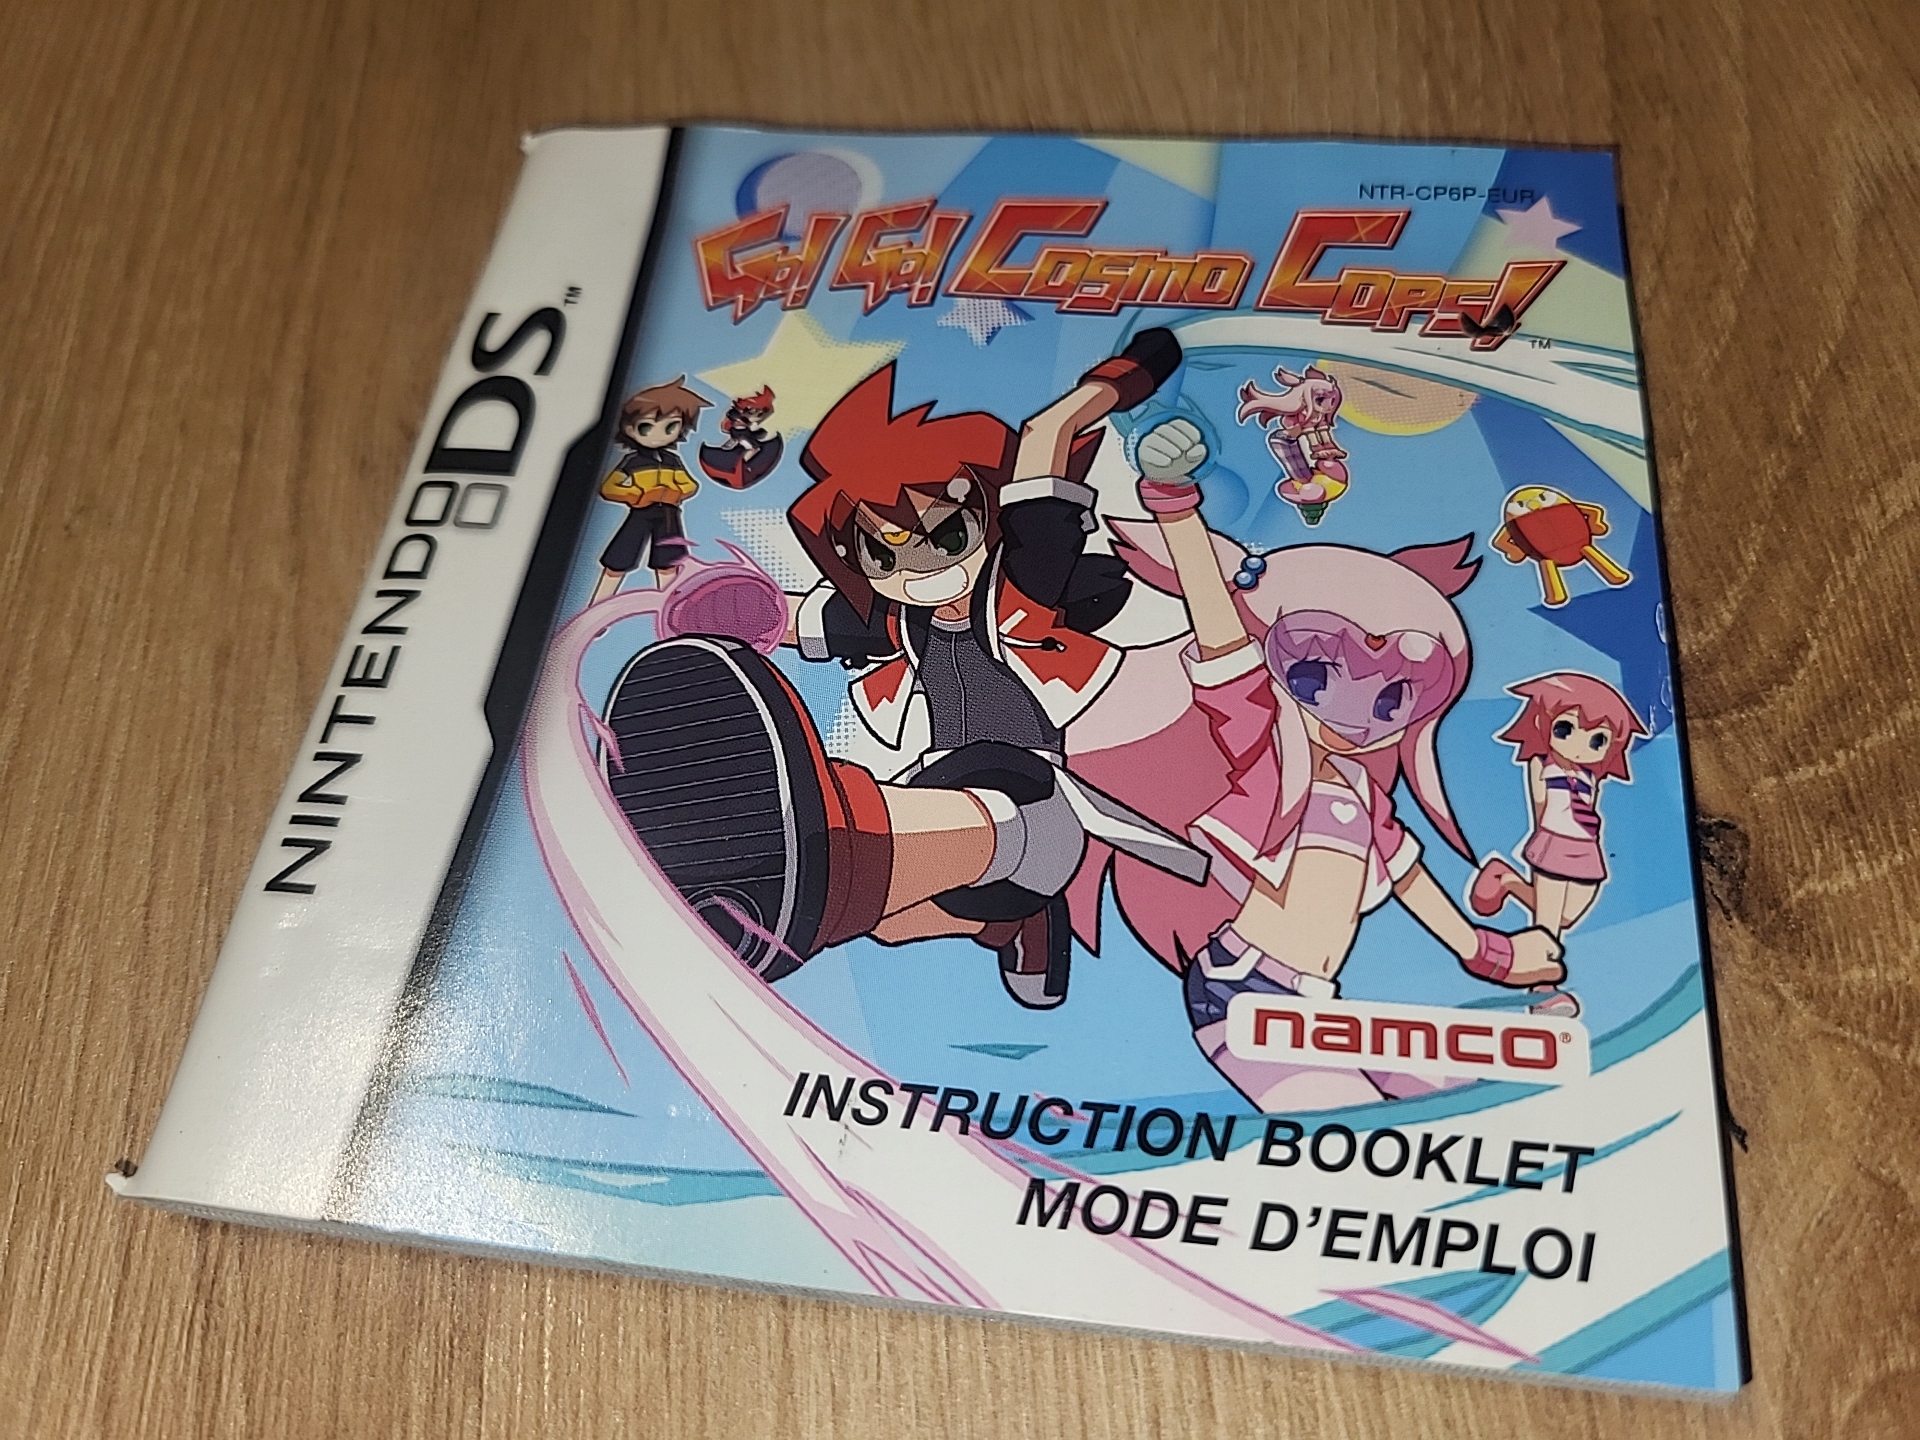 NTR-CP6P-EUR
Go! Go! Cosmo Cops!™
NINTENDO DS™
namco®
INSTRUCTION BOOKLET
MODE D'EMPLOI